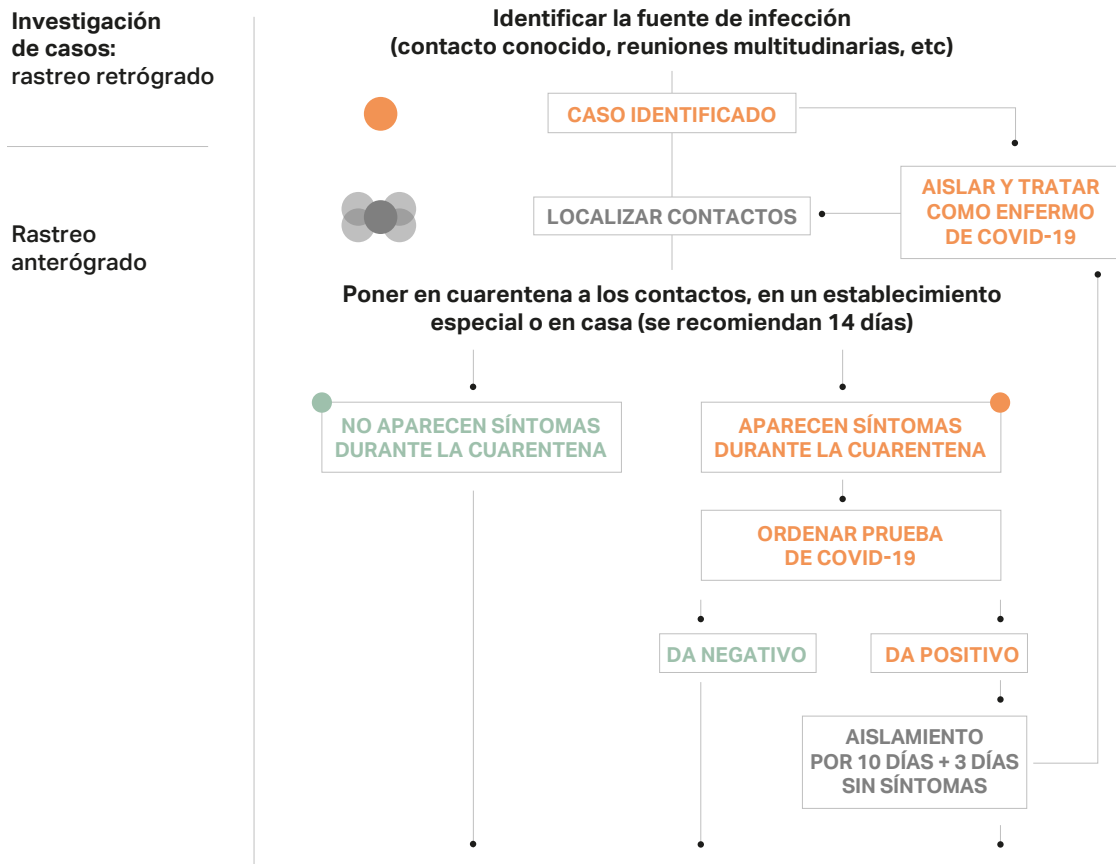 Investigación
de casos:
rastreo retrógrado
Identificar la fuente de infección
(contacto conocido, reuniones multitudinarias, etc)
CASO IDENTIFICADO
AISLAR Y TRATAR
COMO ENFERMO
DE COVID-19
LOCALIZAR CONTACTOS
Rastreo
anterógrado
Poner en cuarentena a los contactos, en un establecimiento
especial o en casa (se recomiendan 14 días)
NO APARECEN SÍNTOMAS
DURANTE LA CUARENTENA
APARECEN SÍNTOMAS
DURANTE LA CUARENTENA
ORDENAR PRUEBA
DE COVID-19
DA NEGATIVO
DA POSITIVO
AISLAMIENTO
POR 10 DÍAS + 3 DÍAS
SIN SÍNTOMAS